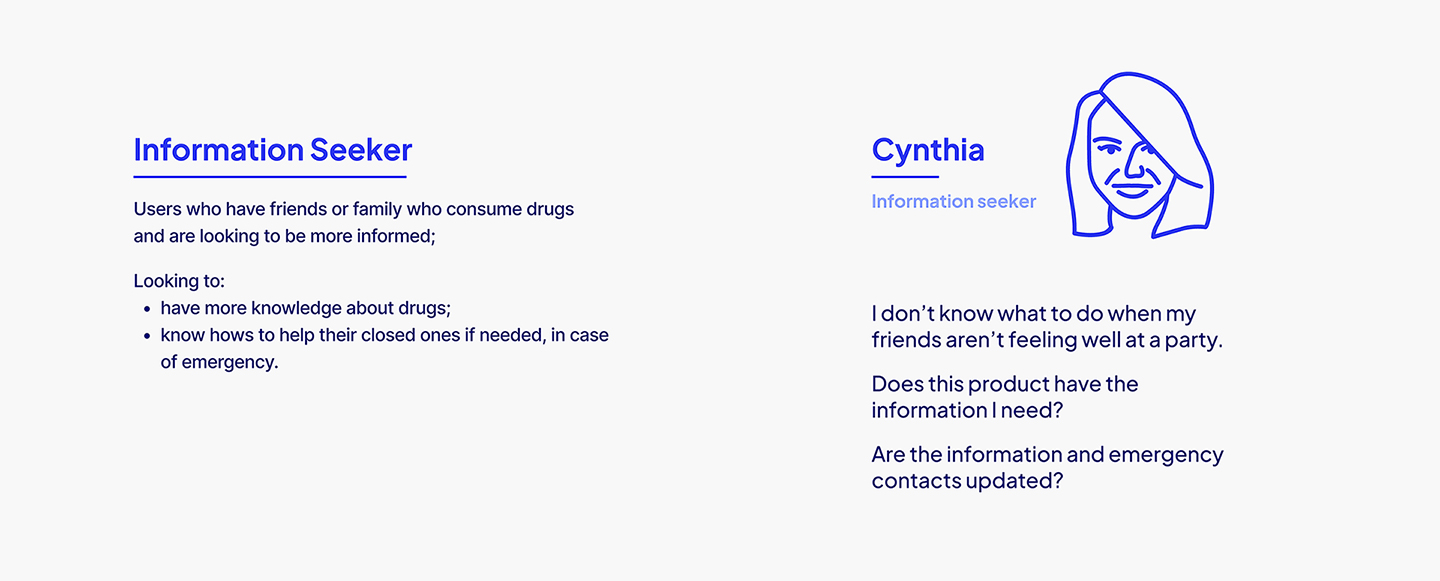 Information Seeker
Users who have friends or family who consume drugs
and are looking to be more informed;
Looking to:
• have more knowledge about drugs;
• know hows to help their closed ones if needed, in case
of emergency.
Cynthia
Information seeker
I don’t know what to do when my
friends aren’t feeling well at a party.
Does this product have the
information I need?
Are the information and emergency
contacts updated?